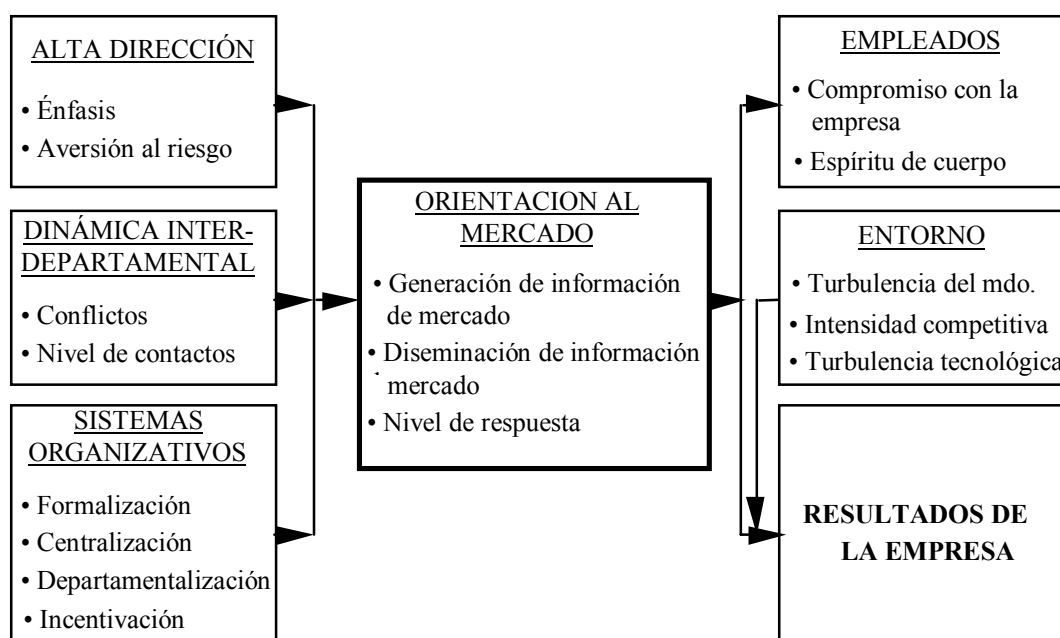 ALTA DIRECCIÓN
• Énfasis
• Aversión al riesgo
DINÁMICA INTER-
DEPARTAMENTAL
• Conflictos
• Nivel de contactos
SISTEMAS
ORGANIZATIVOS
• Formalización
• Centralización
• Departamentalización
• Incentivación
ORIENTACION AL
MERCADO
• Generación de información
de mercado
• Diseminación de información
mercado
• Nivel de respuesta
EMPLEADOS
• Compromiso con la
empresa
• Espíritu de cuerpo
ENTORNO
• Turbulencia del mdo.
• Intensidad competitiva
• Turbulencia tecnológica
RESULTADOS DE
LA EMPRESA